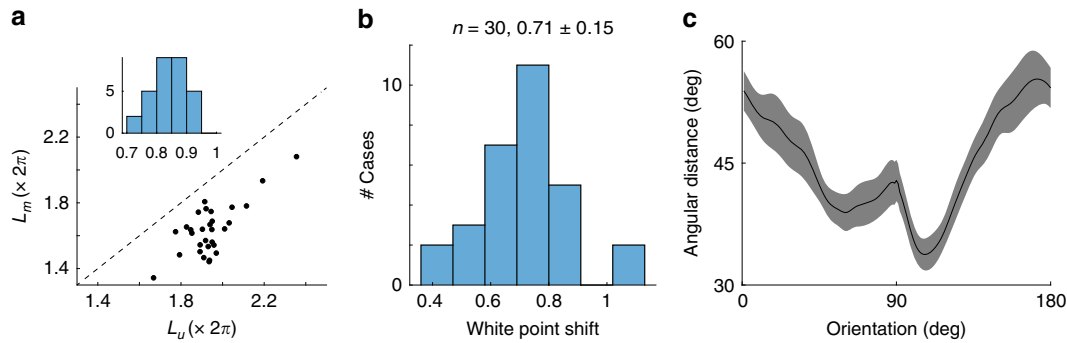 a
5
0
0.7 0.8 0.9 1
2.2
1.8
1.4
Lm (× 2π)
1.4 1.8 2.2
Lu (× 2π)
b
n = 30, 0.71 ± 0.15
10
5
0
# Cases
0.4 0.6 0.8 1
White point shift
c
60
45
30
Angular distance (deg)
0 90 180
Orientation (deg)